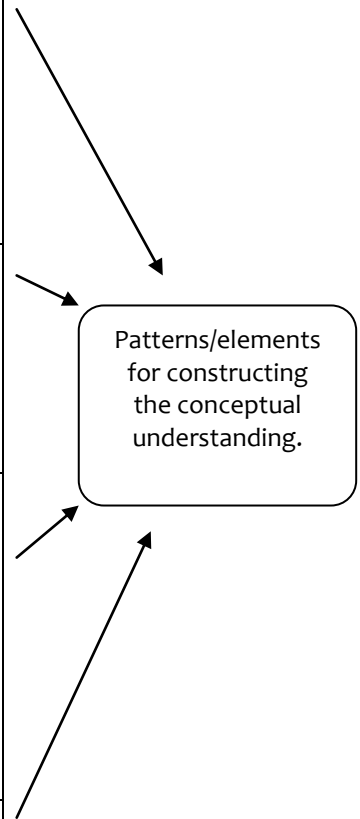 Patterns/elements
for constructing
the conceptual
understanding.